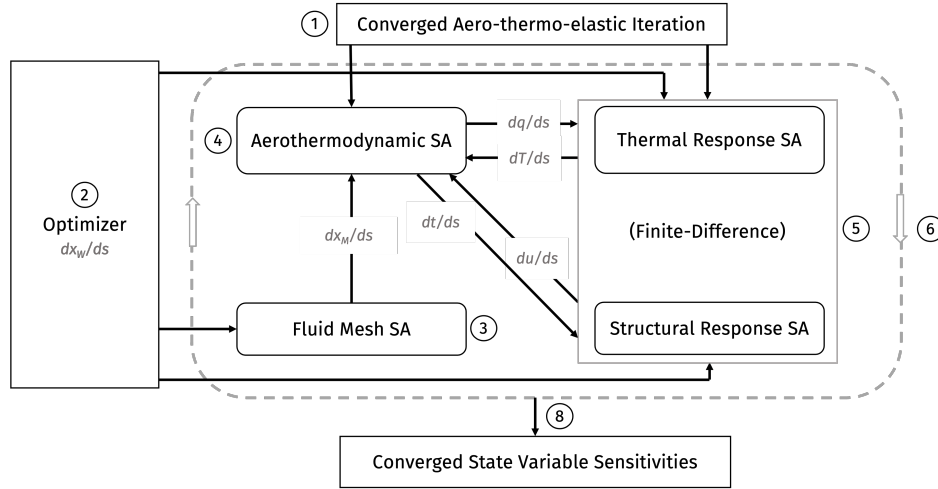 1
Converged Aero-thermo-elastic Iteration
2
Optimizer
dx_W/ds
4
Aerothermodynamic SA
dq/ds
dT/ds
Thermal Response SA
dx_M/ds
dt/ds
du/ds
(Finite-Difference)
5
6
Fluid Mesh SA
3
Structural Response SA
8
Converged State Variable Sensitivities